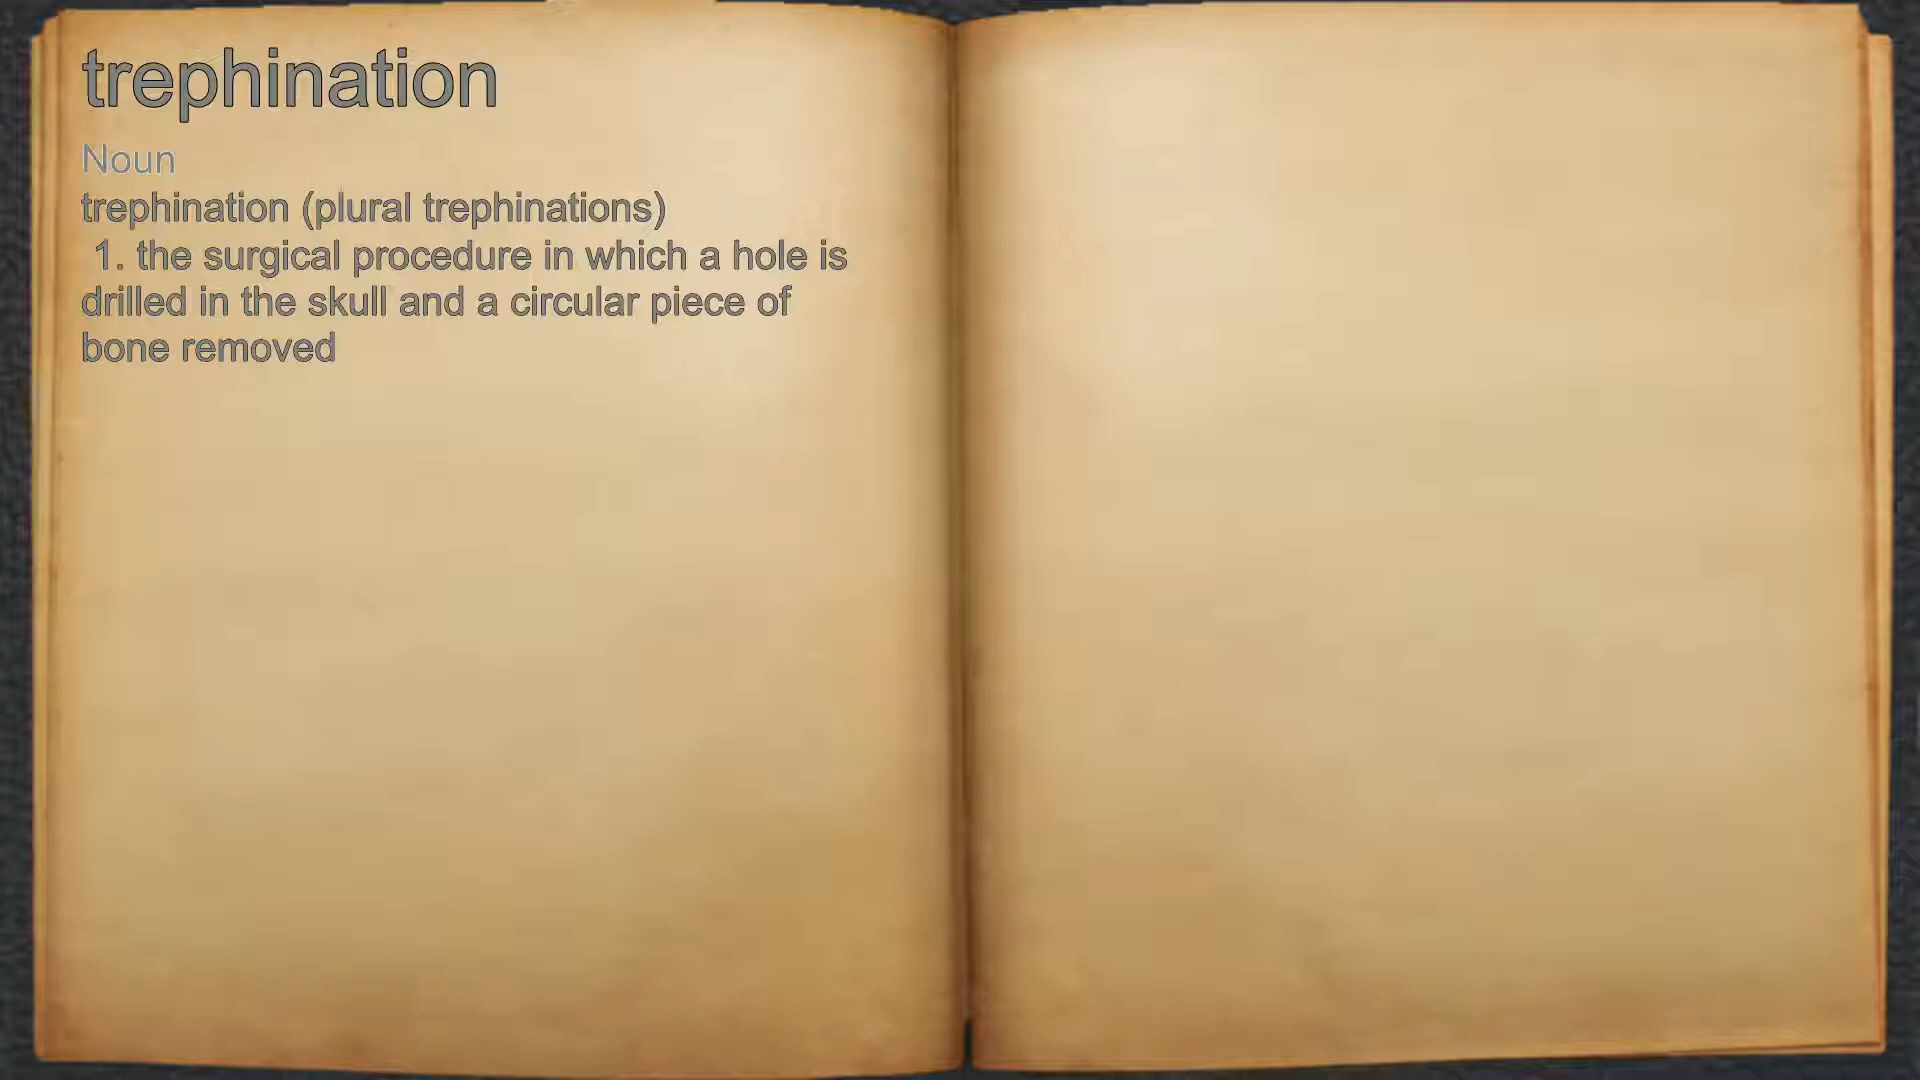 trephination
Noun
trephination (plural trephinations)
1. the surgical procedure in which a hole is
drilled in the skull and a circular piece of
bone removed